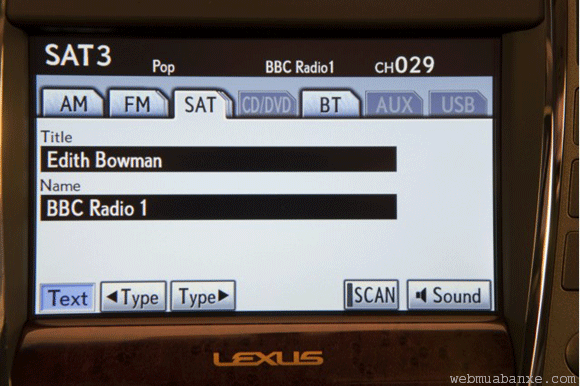 SAT3 Pop BBC Radio1 CH029
AM FM SAT CD/DVD BT AUX USB
Title
Edith Bowman
Name
BBC Radio 1
Text ◀Type Type▶ SCAN Sound
LEXUS
webmuabanxe.com